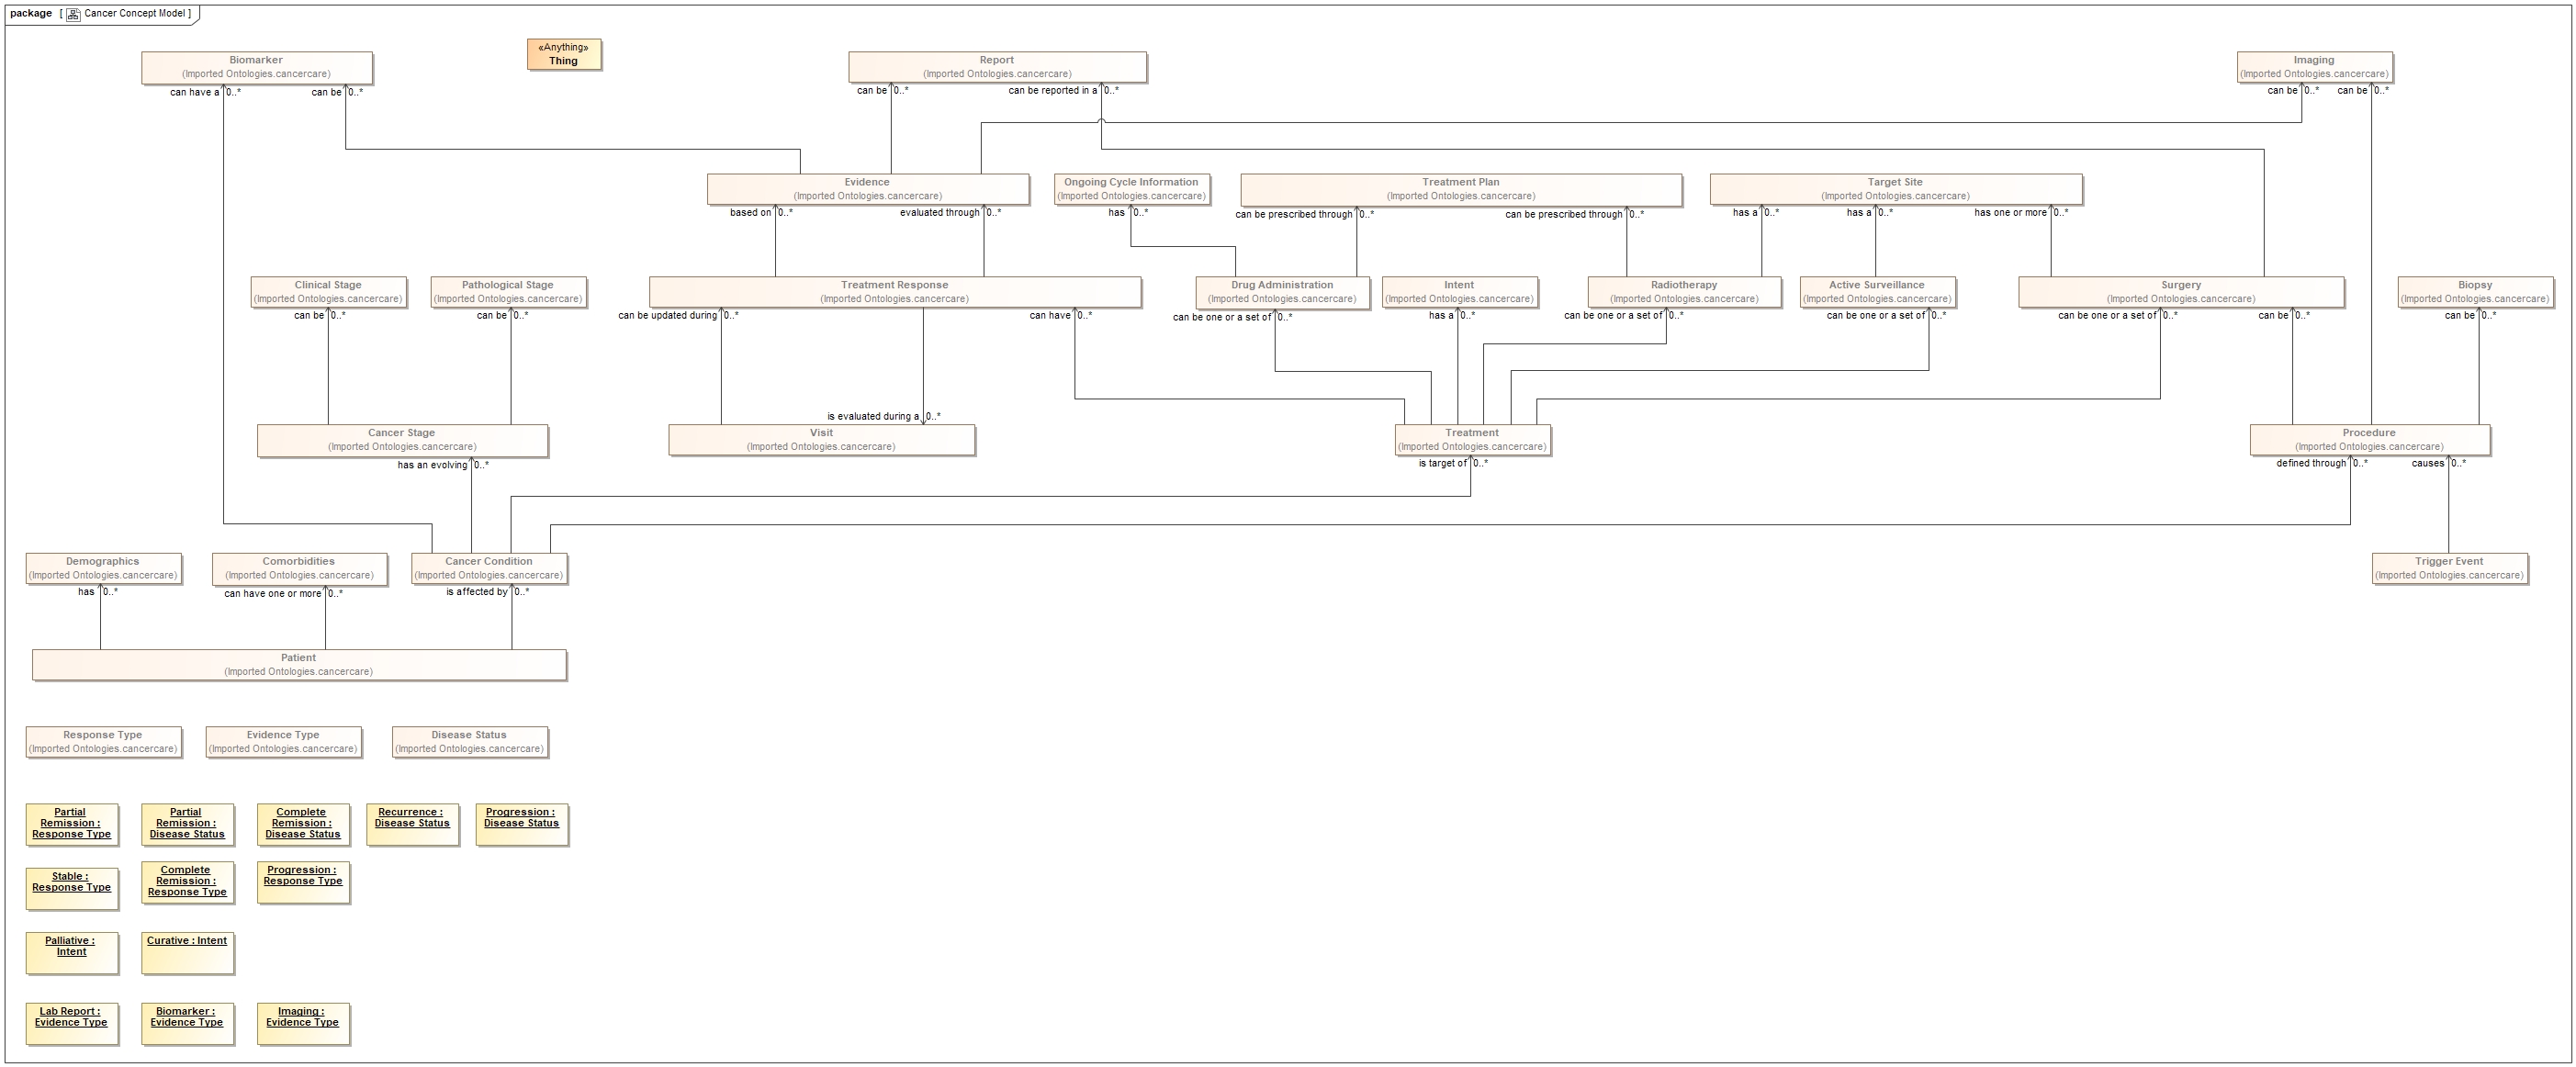 package [ Cancer Concept Model ]
Biomarker
(Imported Ontologies.cancercare)
«Anything»
Thing
Report
(Imported Ontologies.cancercare)
Imaging
(Imported Ontologies.cancercare)
can have a 0..* can be 0..*
can be 0..* can be reported in a 0..*
can be 0..* can be 0..*
Evidence
(Imported Ontologies.cancercare)
Ongoing Cycle Information
(Imported Ontologies.cancercare)
Treatment Plan
(Imported Ontologies.cancercare)
Target Site
(Imported Ontologies.cancercare)
based on 0..* evaluated through 0..*
has 0..*
can be prescribed through 0..* can be prescribed through 0..*
has a 0..* has a 0..* has one or more 0..*
Clinical Stage
(Imported Ontologies.cancercare)
Pathological Stage
(Imported Ontologies.cancercare)
Treatment Response
(Imported Ontologies.cancercare)
Drug Administration
(Imported Ontologies.cancercare)
Intent
(Imported Ontologies.cancercare)
Radiotherapy
(Imported Ontologies.cancercare)
Active Surveillance
(Imported Ontologies.cancercare)
Surgery
(Imported Ontologies.cancercare)
Biopsy
(Imported Ontologies.cancercare)
can be 0..*
can be 0..*
can be updated during 0..* can have 0..*
can be one or a set of 0..*
has a 0..*
can be one or a set of 0..*
can be one or a set of 0..*
can be one or a set of 0..* can be 0..*
can be 0..*
is evaluated during a 0..*
Cancer Stage
(Imported Ontologies.cancercare)
Visit
(Imported Ontologies.cancercare)
Treatment
(Imported Ontologies.cancercare)
Procedure
(Imported Ontologies.cancercare)
has an evolving 0..*
is target of 0..*
defined through 0..* causes 0..*
Demographics
(Imported Ontologies.cancercare)
Comorbidities
(Imported Ontologies.cancercare)
Cancer Condition
(Imported Ontologies.cancercare)
Trigger Event
(Imported Ontologies.cancercare)
has 0..*
can have one or more 0..*
is affected by 0..*
Patient
(Imported Ontologies.cancercare)
Response Type
(Imported Ontologies.cancercare)
Evidence Type
(Imported Ontologies.cancercare)
Disease Status
(Imported Ontologies.cancercare)
Partial
Remission :
Response Type
Partial
Remission :
Disease Status
Complete
Remission :
Disease Status
Recurrence :
Disease Status
Progression :
Disease Status
Stable :
Response Type
Complete
Remission :
Response Type
Progression :
Response Type
Palliative :
Intent
Curative : Intent
Lab Report :
Evidence Type
Biomarker :
Evidence Type
Imaging :
Evidence Type